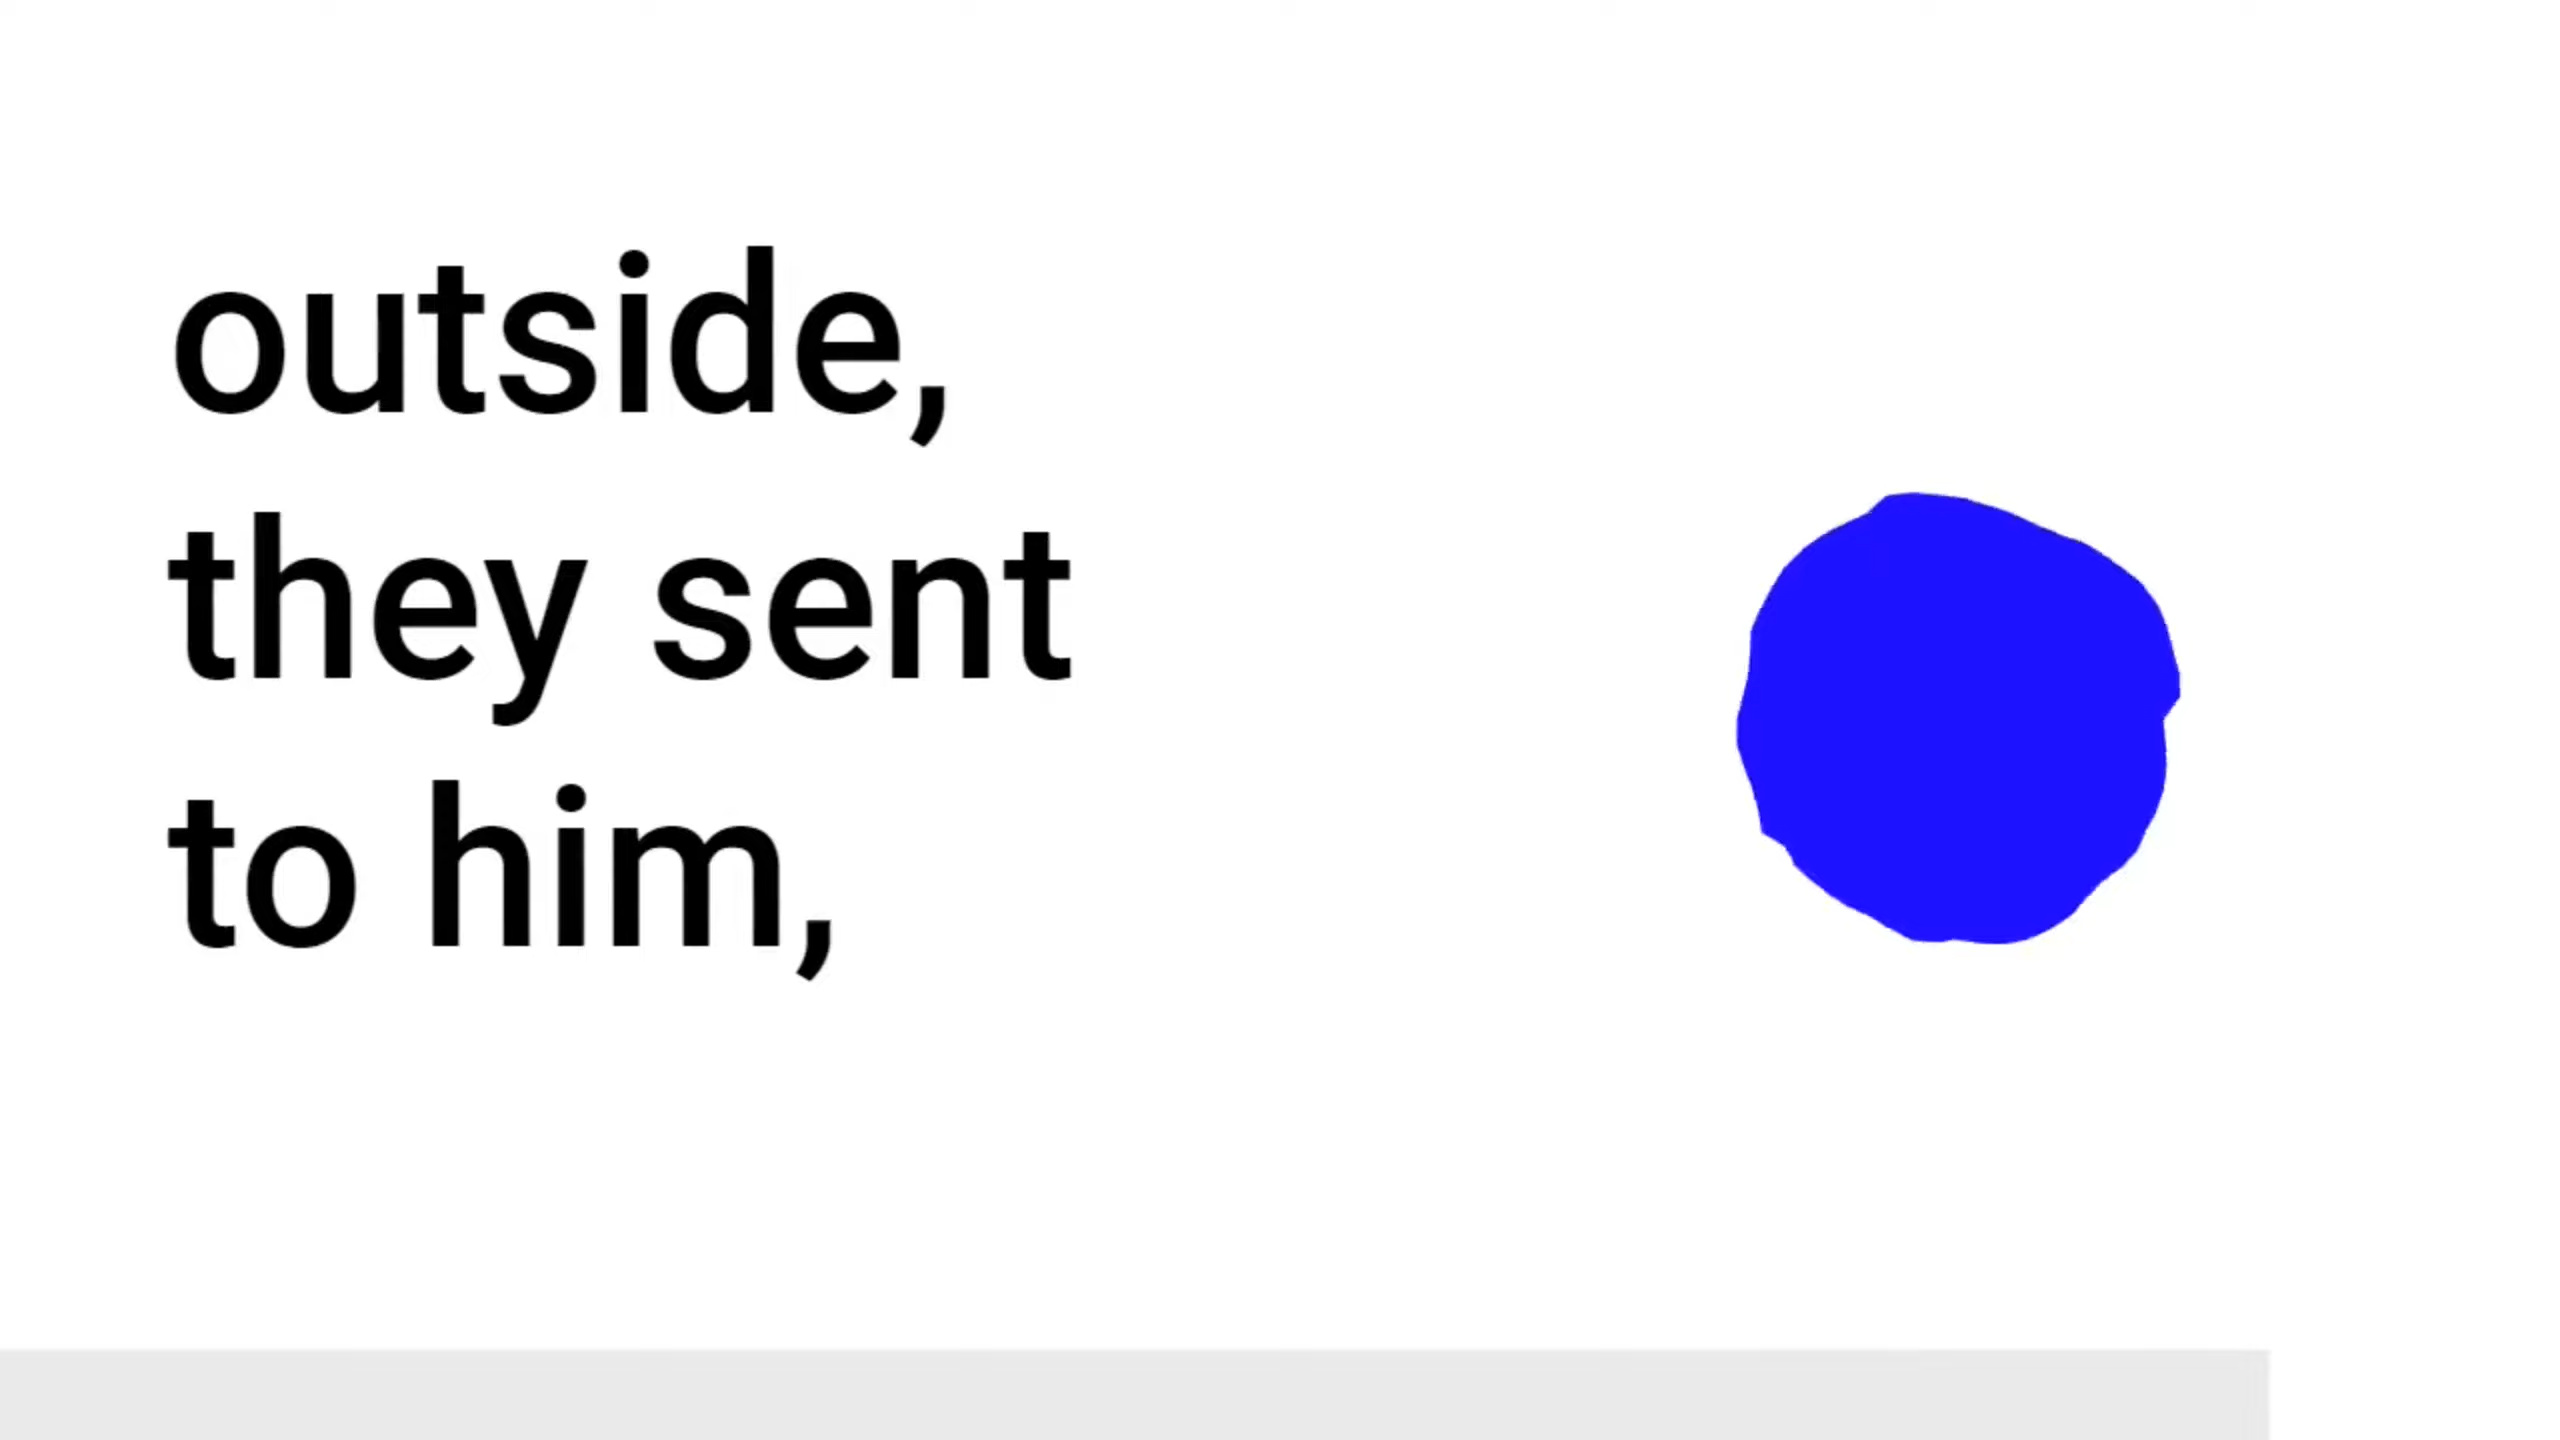 outside,
they sent
to him,